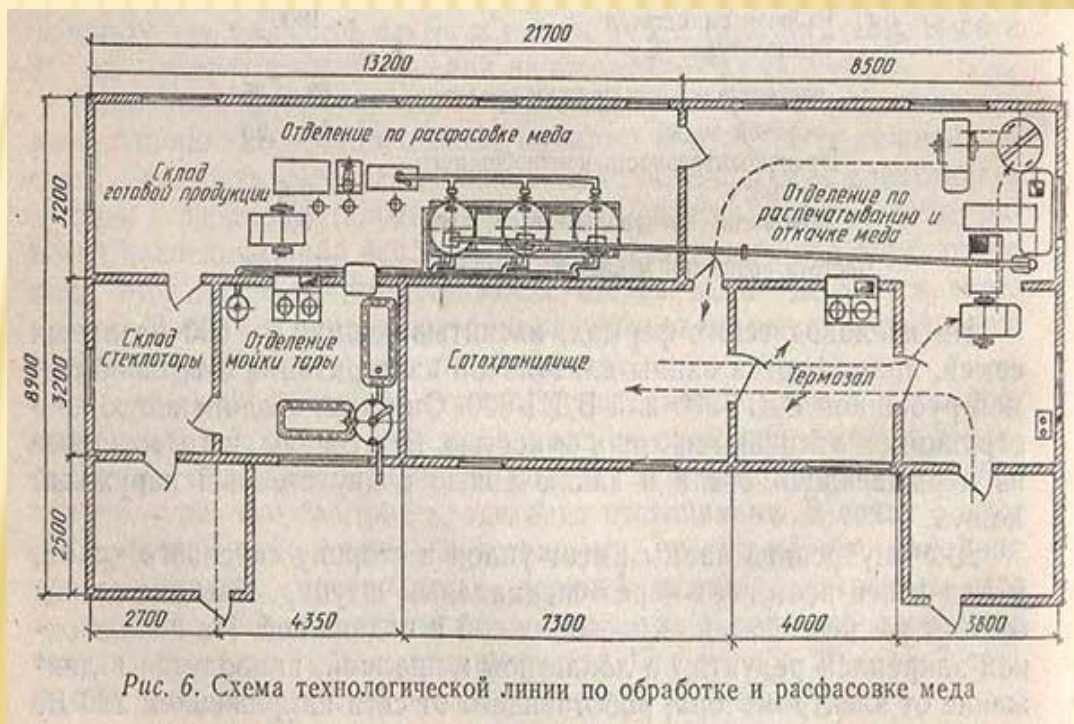 21700
13200
8500
Отделение по расфасовке меда
Склад
готовой продукции
Отделение по
распечатыванию и
откачке меда
3200
8900
3200
2500
Склад
стеклотары
Отделение
мойки тары
Сотохранилище
Термозал
2700
4350
7300
4000
3800
Рис. 6. Схема технологической линии по обработке и расфасовке меда